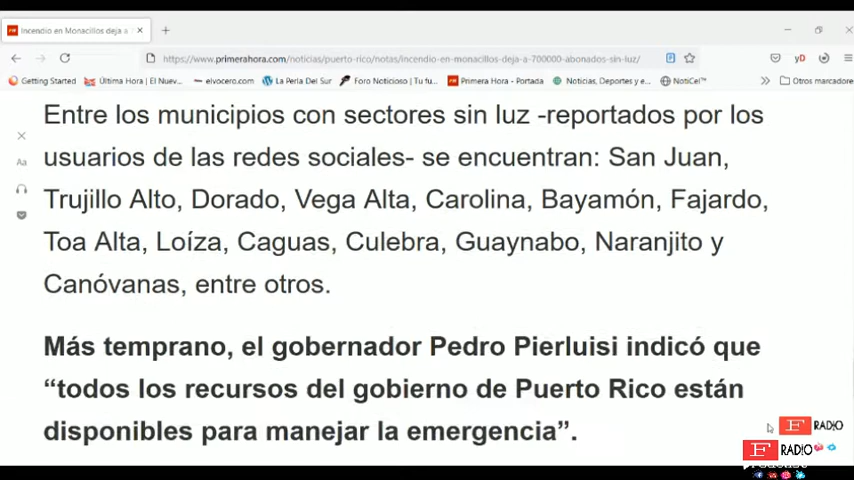 Incendio en Monacillos deja a
https://www.primerahora.com/noticias/puerto-rico/notas/incendio-en-monacillos-deja-a-700000-abonados-sin-luz/
Getting Started Última Hora | El Nuev... elvocero.com La Perla Del Sur Foro Noticioso | Tu fu... Primera Hora - Portada Noticias, Deportes y e... NotiCel™ Otros marcadores
Entre los municipios con sectores sin luz -reportados por los
usuarios de las redes sociales- se encuentran: San Juan,
Trujillo Alto, Dorado, Vega Alta, Carolina, Bayamón, Fajardo,
Toa Alta, Loíza, Caguas, Culebra, Guaynabo, Naranjito y
Canóvanas, entre otros.
Más temprano, el gobernador Pedro Pierluisi indicó que
“todos los recursos del gobierno de Puerto Rico están
disponibles para manejar la emergencia”.
F RADIO
F RADIO
Podcast